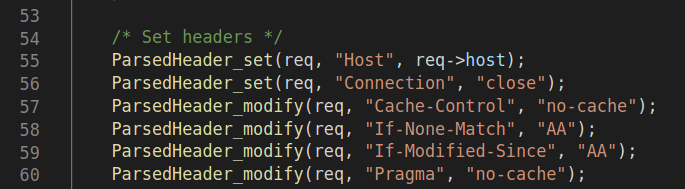 53
54 /* Set headers */
55 ParsedHeader_set(req, "Host", req->host);
56 ParsedHeader_set(req, "Connection", "close");
57 ParsedHeader_modify(req, "Cache-Control", "no-cache");
58 ParsedHeader_modify(req, "If-None-Match", "AA");
59 ParsedHeader_modify(req, "If-Modified-Since", "AA");
60 ParsedHeader_modify(req, "Pragma", "no-cache");